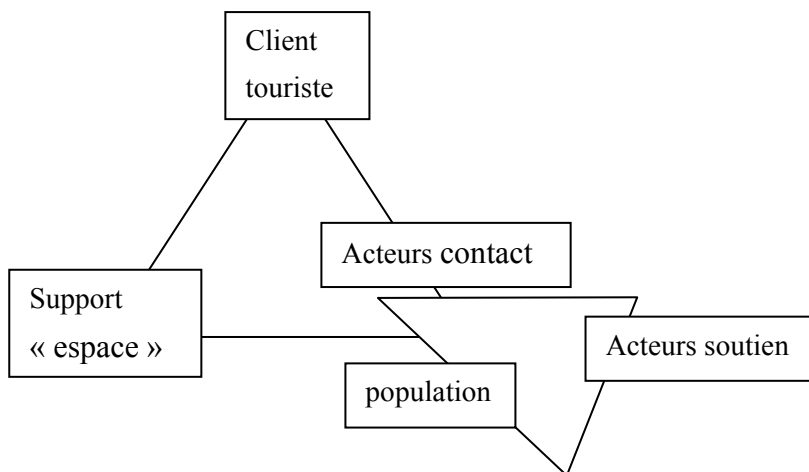 Client
touriste
Acteurs contact
Support
« espace »
Acteurs soutien
population